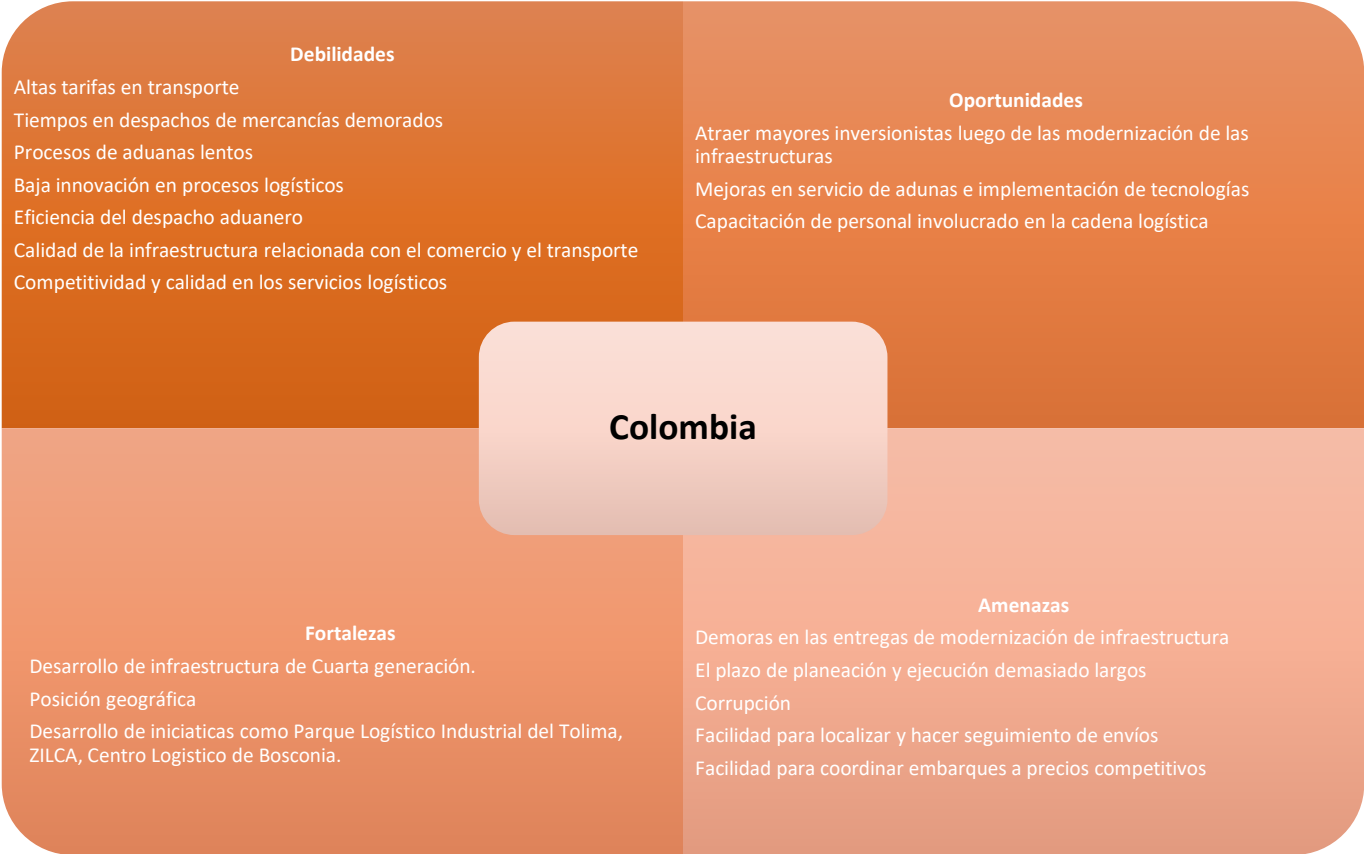 Debilidades
Altas tarifas en transporte
Tiempos en despachos de mercancías demorados
Procesos de aduanas lentos
Baja innovación en procesos logísticos
Eficiencia del despacho aduanero
Calidad de la infraestructura relacionada con el comercio y el transporte
Competitividad y calidad en los servicios logísticos
Oportunidades
Atraer mayores inversionistas luego de las modernización de las
infraestructuras
Mejoras en servicio de adunas e implementación de tecnologías
Capacitación de personal involucrado en la cadena logística
Colombia
Fortalezas
Desarrollo de infraestructura de Cuarta generación.
Posición geográfica
Desarrollo de iniciaticas como Parque Logístico Industrial del Tolima,
ZILCA, Centro Logistico de Bosconia.
Amenazas
Demoras en las entregas de modernización de infraestructura
El plazo de planeación y ejecución demasiado largos
Corrupción
Facilidad para localizar y hacer seguimiento de envíos
Facilidad para coordinar embarques a precios competitivos